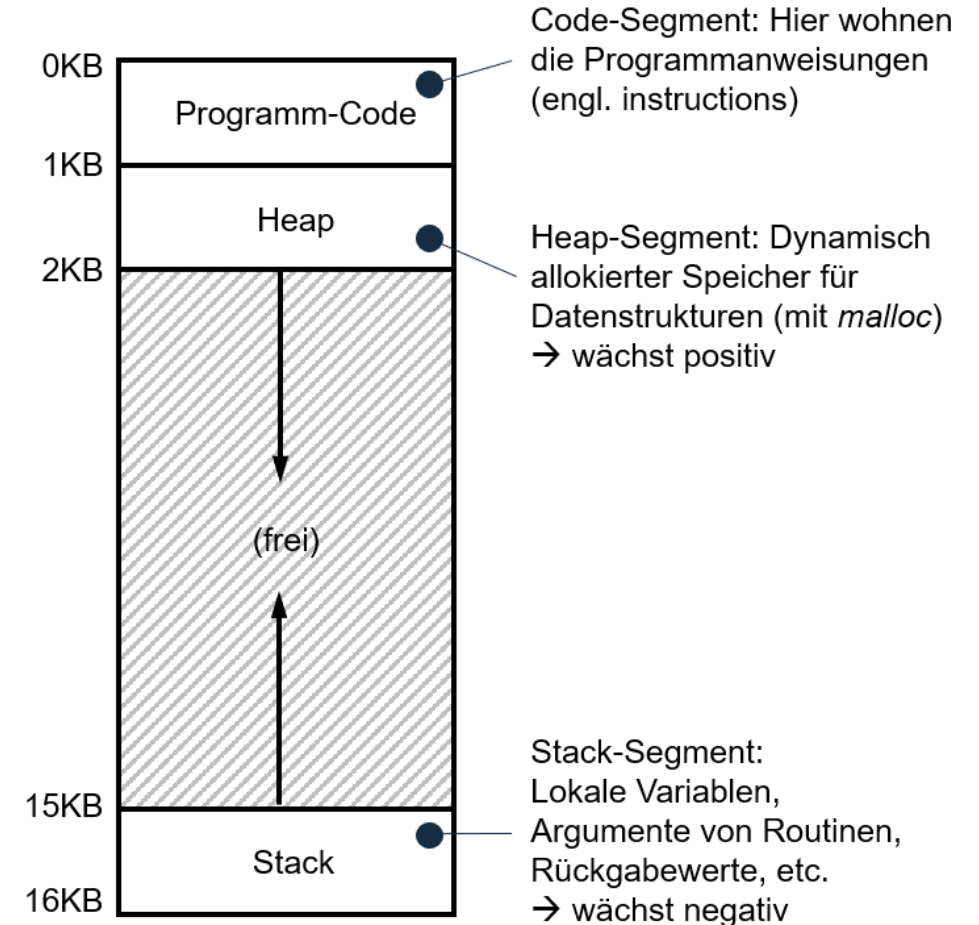 Code-Segment: Hier wohnen
die Programmanweisungen
(engl. instructions)
0KB
Programm-Code
1KB
Heap
Heap-Segment: Dynamisch
allokierter Speicher für
Datenstrukturen (mit malloc)
→ wächst positiv
2KB
(frei)
Stack-Segment:
Lokale Variablen,
Argumente von Routinen,
Rückgabewerte, etc.
→ wächst negativ
15KB
Stack
16KB